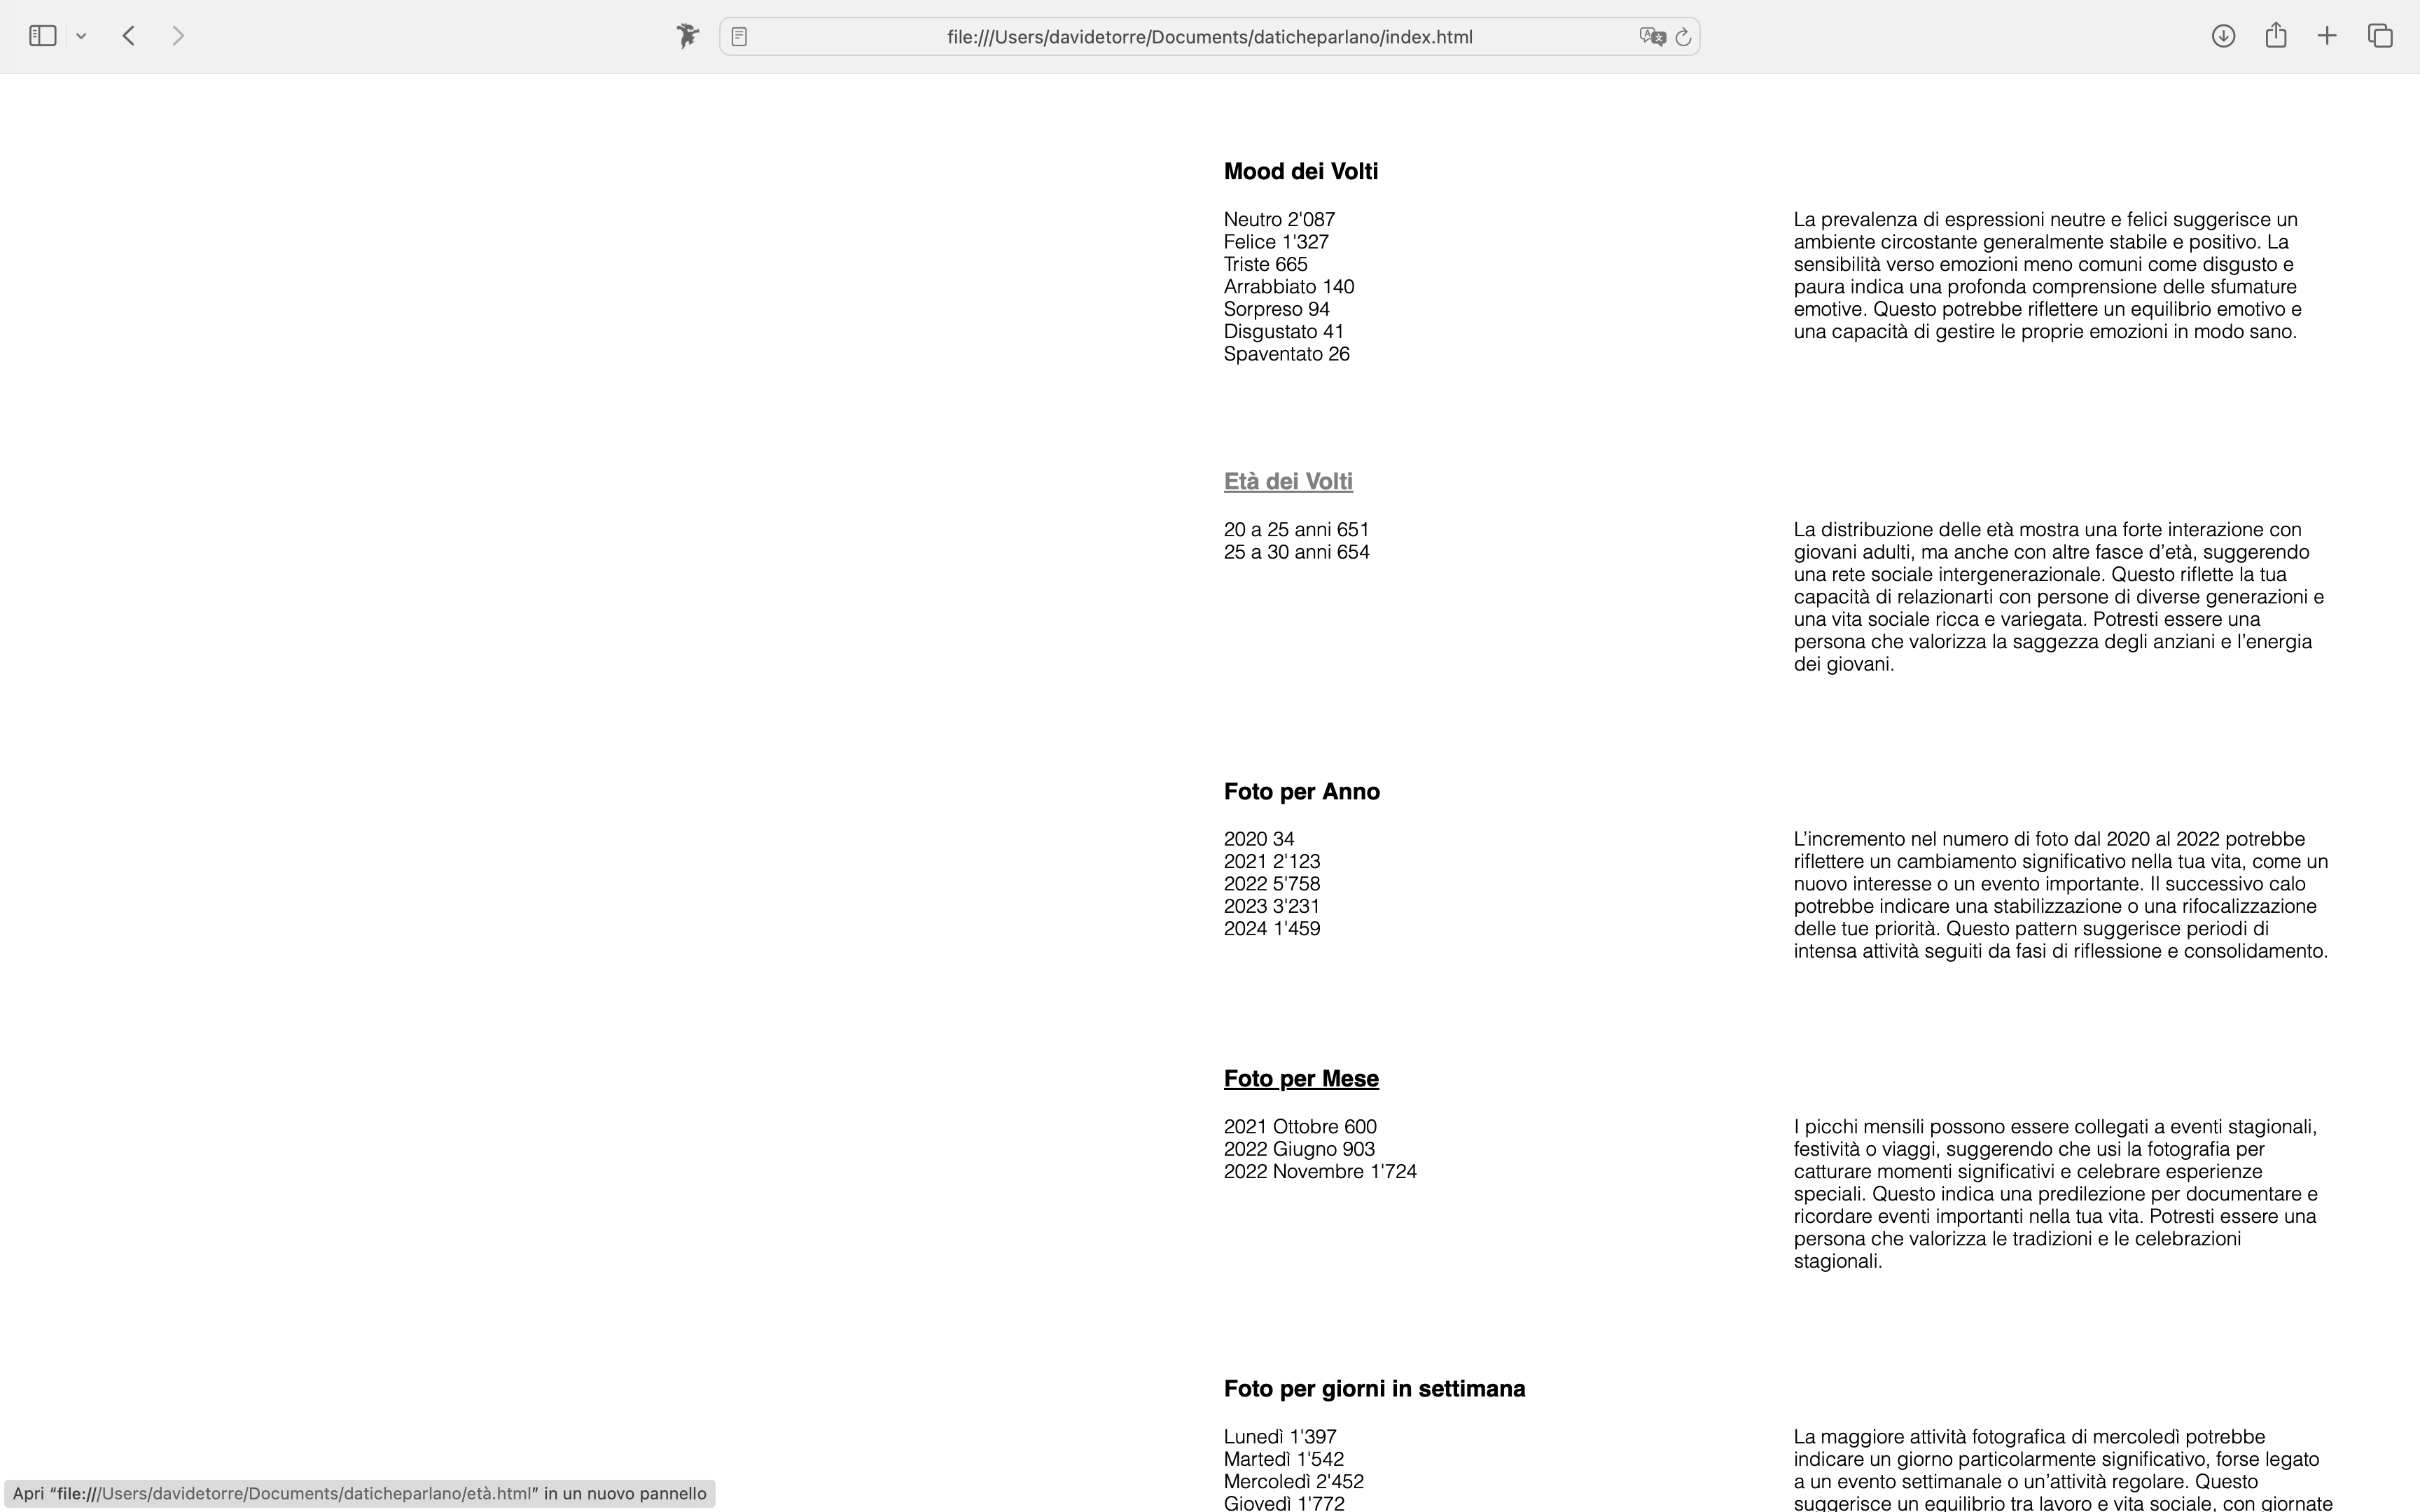 file:///Users/davidetorre/Documents/daticheparlano/index.html
Mood dei Volti
Neutro 2'087
Felice 1'327
Triste 665
Arrabbiato 140
Sorpreso 94
Disgustato 41
Spaventato 26
La prevalenza di espressioni neutre e felici suggerisce un
ambiente circostante generalmente stabile e positivo. La
sensibilità verso emozioni meno comuni come disgusto e
paura indica una profonda comprensione delle sfumature
emotive. Questo potrebbe riflettere un equilibrio emotivo e
una capacità di gestire le proprie emozioni in modo sano.
Età dei Volti
20 a 25 anni 651
25 a 30 anni 654
La distribuzione delle età mostra una forte interazione con
giovani adulti, ma anche con altre fasce d’età, suggerendo
una rete sociale intergenerazionale. Questo riflette la tua
capacità di relazionarti con persone di diverse generazioni e
una vita sociale ricca e variegata. Potresti essere una
persona che valorizza la saggezza degli anziani e l’energia
dei giovani.
Foto per Anno
2020 34
2021 2'123
2022 5'758
2023 3'231
2024 1'459
L’incremento nel numero di foto dal 2020 al 2022 potrebbe
riflettere un cambiamento significativo nella tua vita, come un
nuovo interesse o un evento importante. Il successivo calo
potrebbe indicare una stabilizzazione o una rifocalizzazione
delle tue priorità. Questo pattern suggerisce periodi di
intensa attività seguiti da fasi di riflessione e consolidamento.
Foto per Mese
2021 Ottobre 600
2022 Giugno 903
2022 Novembre 1'724
I picchi mensili possono essere collegati a eventi stagionali,
festività o viaggi, suggerendo che usi la fotografia per
catturare momenti significativi e celebrare esperienze
speciali. Questo indica una predilezione per documentare e
ricordare eventi importanti nella tua vita. Potresti essere una
persona che valorizza le tradizioni e le celebrazioni
stagionali.
Foto per giorni in settimana
Lunedì 1'397
Martedì 1'542
Mercoledì 2'452
Giovedì 1'772
La maggiore attività fotografica di mercoledì potrebbe
indicare un giorno particolarmente significativo, forse legato
a un evento settimanale o un’attività regolare. Questo
suggerisce un equilibrio tra lavoro e vita sociale, con giornate
Apri “file:///Users/davidetorre/Documents/daticheparlano/età.html” in un nuovo pannello